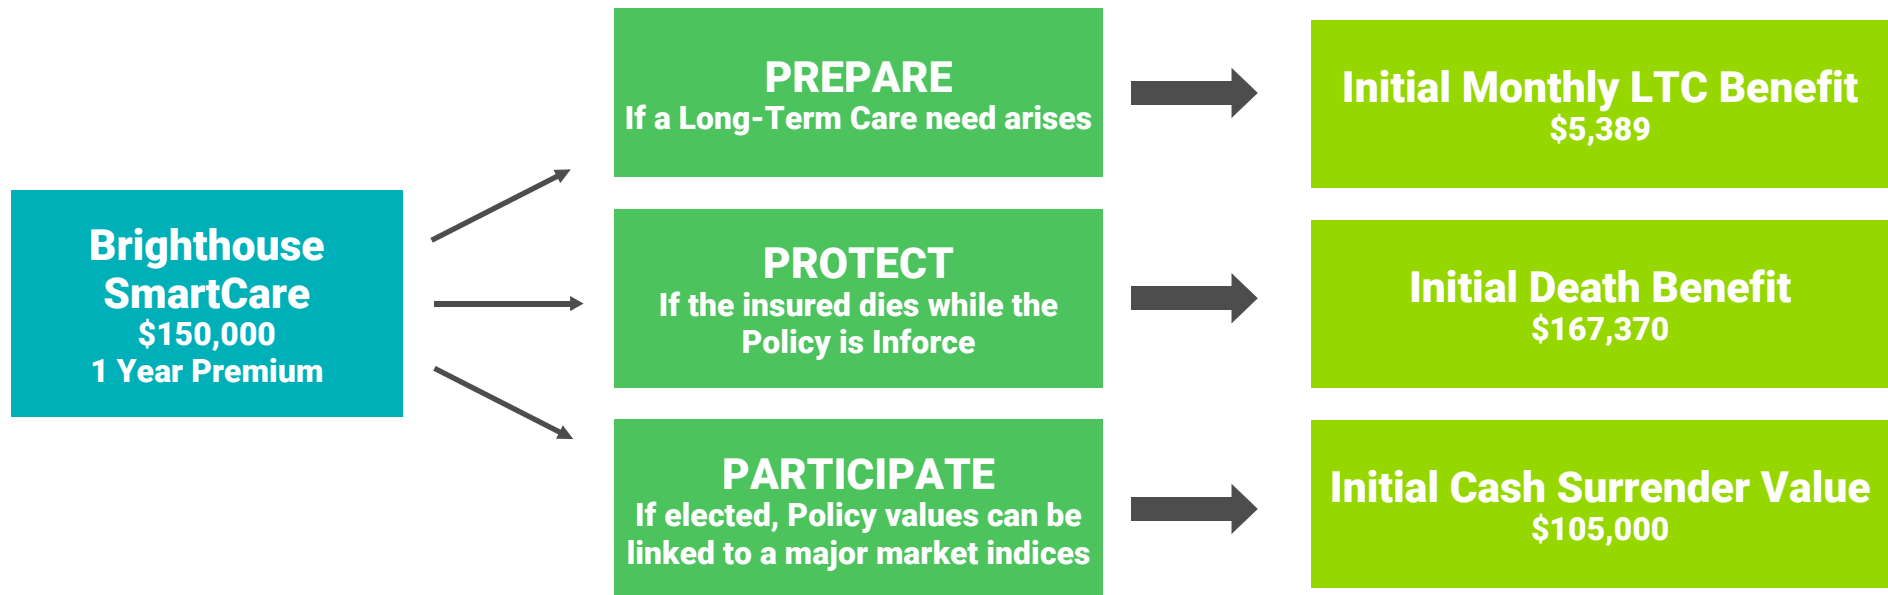 Brighthouse
SmartCare
$150,000
1 Year Premium
PREPARE
If a Long-Term Care need arises
Initial Monthly LTC Benefit
$5,389
PROTECT
If the insured dies while the
Policy is Inforce
Initial Death Benefit
$167,370
PARTICIPATE
If elected, Policy values can be
linked to a major market indices
Initial Cash Surrender Value
$105,000